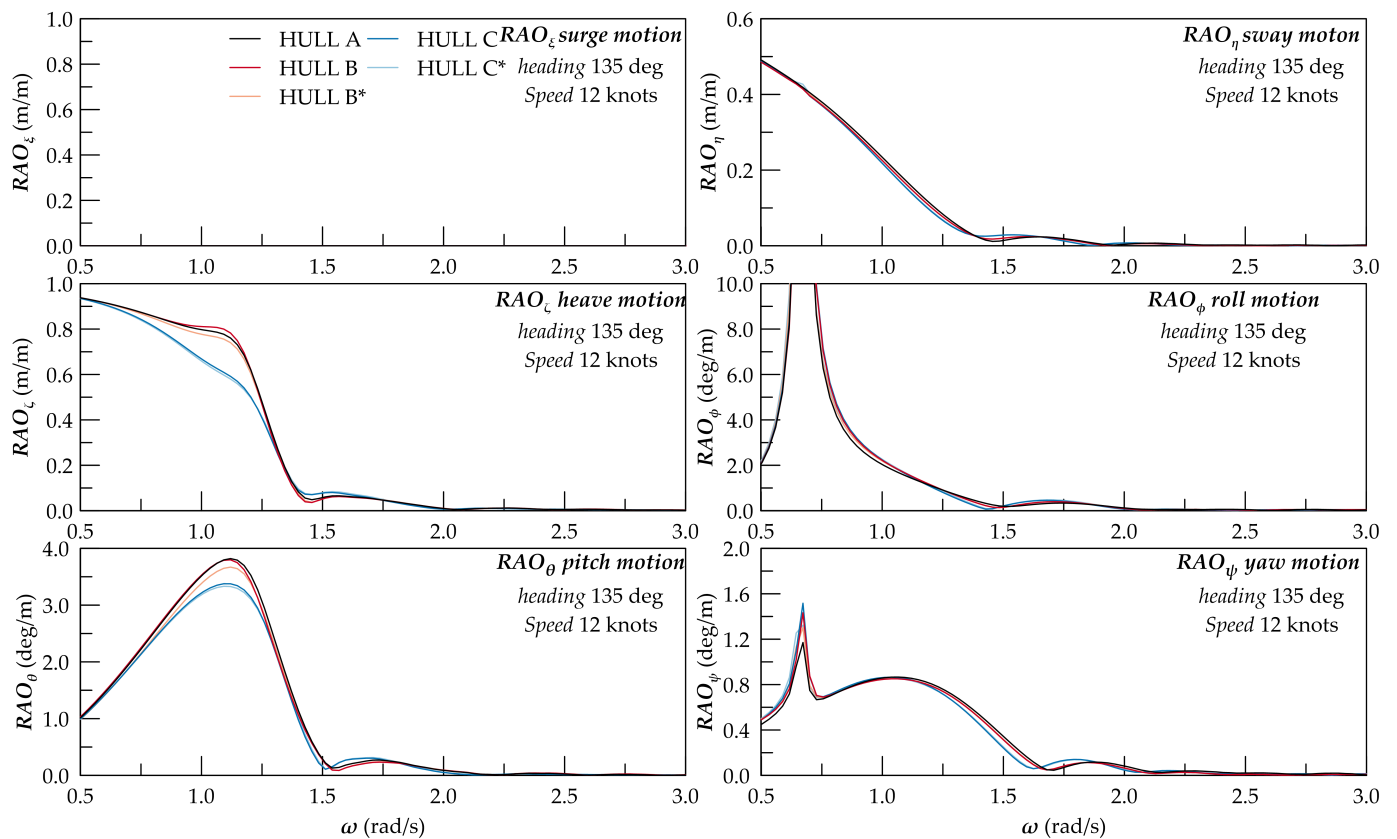 HULL A
HULL B
HULL B*
HULL C
HULL C*
RAOξ surge motion
heading 135 deg
Speed 12 knots
RAOξ (m/m)
1.0
0.8
0.6
0.4
0.2
0.0
0.5 1.0 1.5 2.0 2.5 3.0
RAOη sway moton
heading 135 deg
Speed 12 knots
RAOη (m/m)
0.6
0.4
0.2
0.0
0.5 1.0 1.5 2.0 2.5 3.0
RAOζ heave motion
heading 135 deg
Speed 12 knots
RAOζ (m/m)
1.0
0.8
0.6
0.4
0.2
0.0
0.5 1.0 1.5 2.0 2.5 3.0
RAOϕ roll motion
heading 135 deg
Speed 12 knots
RAOϕ (deg/m)
10.0
8.0
6.0
4.0
2.0
0.0
0.5 1.0 1.5 2.0 2.5 3.0
RAOθ pitch motion
heading 135 deg
Speed 12 knots
RAOθ (deg/m)
4.0
3.0
2.0
1.0
0.0
0.5 1.0 1.5 2.0 2.5 3.0
ω (rad/s)
RAOψ yaw motion
heading 135 deg
Speed 12 knots
RAOψ (deg/m)
2.0
1.6
1.2
0.8
0.4
0.0
0.5 1.0 1.5 2.0 2.5 3.0
ω (rad/s)